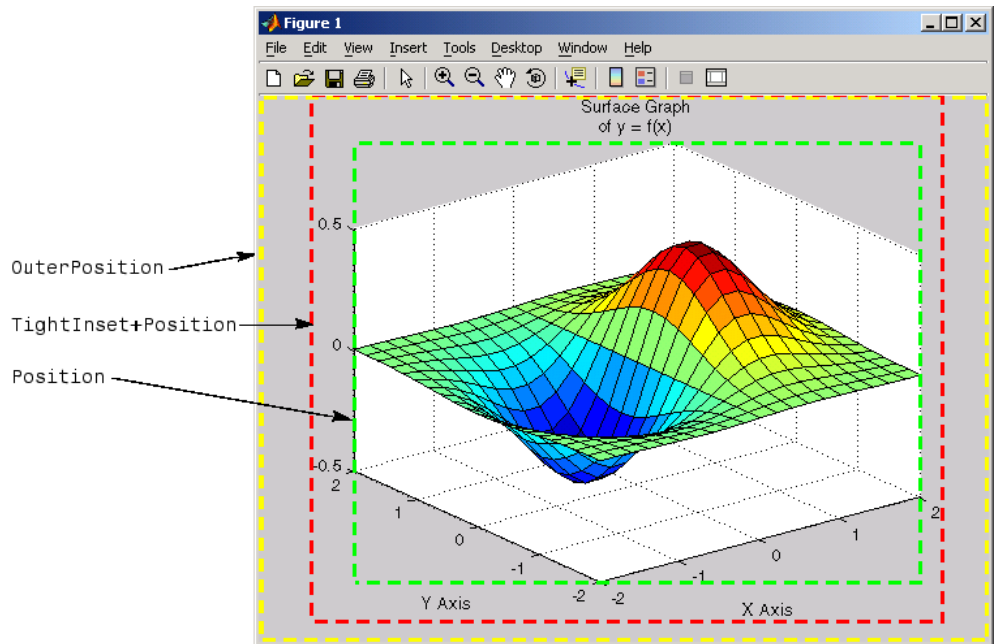 Figure 1
File Edit View Insert Tools Desktop Window Help
Surface Graph
of y = f(x)
0.5
OuterPosition
TightInset+Position
0
Position
-0.5
2
1
0
-1
-2
-2
-1
0
1
2
Y Axis
X Axis